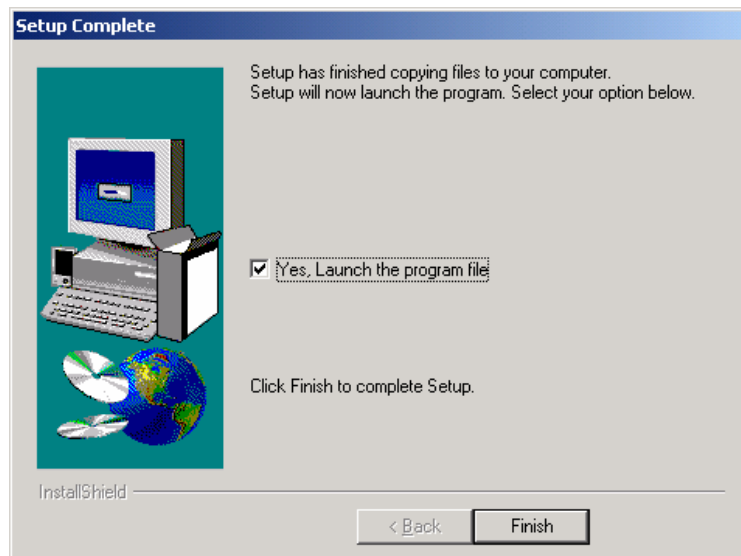 Setup Complete
Setup has finished copying files to your computer.
Setup will now launch the program. Select your option below.
Yes, Launch the program file
Click Finish to complete Setup.
InstallShield
< Back
Finish